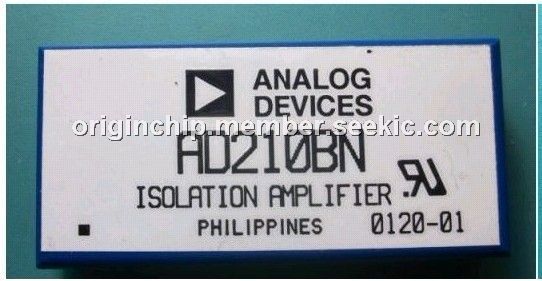 ANALOG
DEVICES
originchip.member.seekic.com
AD210BN
ISOLATION AMPLIFIER
PHILIPPINES 0120-01